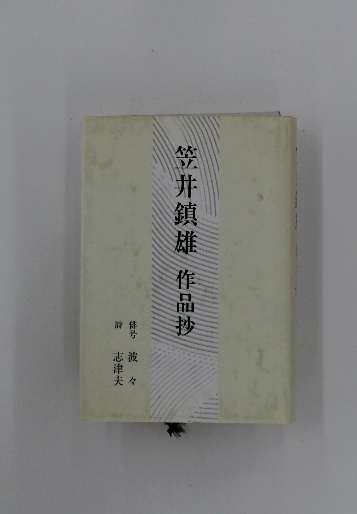 笠井鎮雄 作品抄
俳号 波々
詩 志津夫